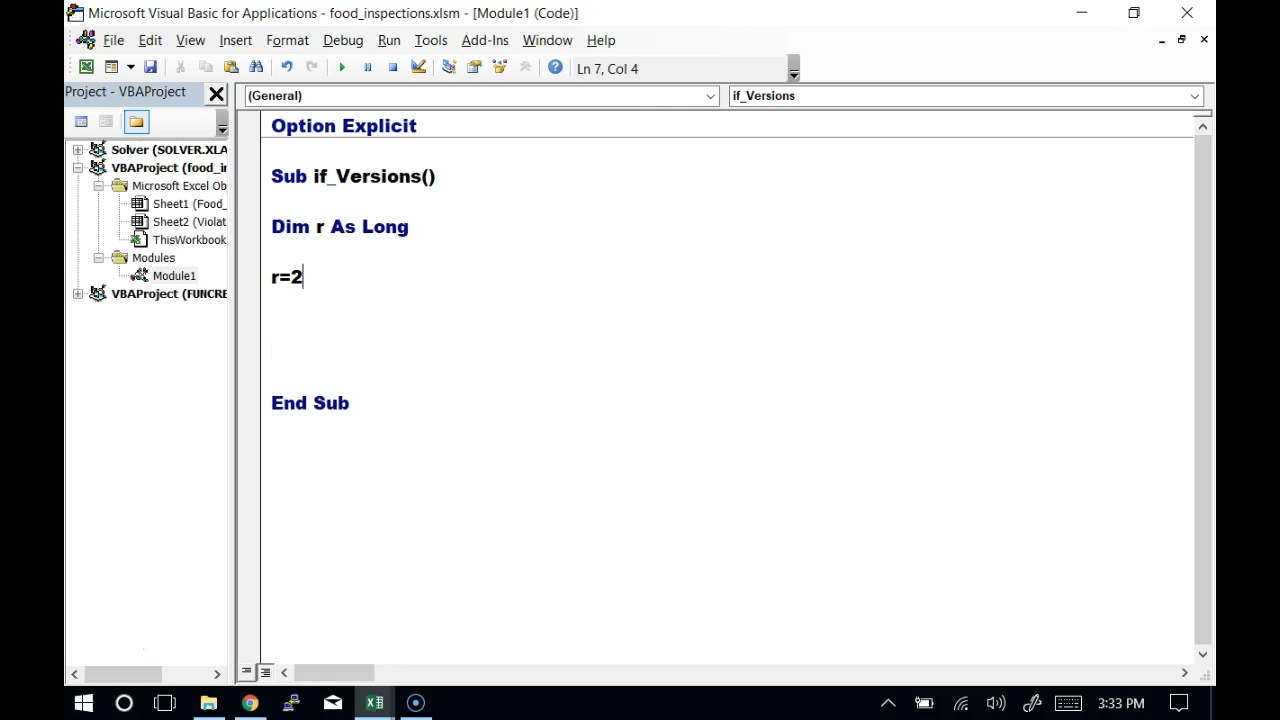 Microsoft Visual Basic for Applications - food_inspections.xlsm - [Module1 (Code)]
File Edit View Insert Format Debug Run Tools Add-Ins Window Help
Ln 7, Col 4
Project - VBAProject
(General)
if_Versions
Solver (SOLVER.XLA
VBAProject (food_in
Microsoft Excel Ob
Sheet1 (Food_
Sheet2 (Violat
ThisWorkbook
Modules
Module1
VBAProject (FUNCRE
Option Explicit
Sub if_Versions()
Dim r As Long
r=2
End Sub
3:33 PM